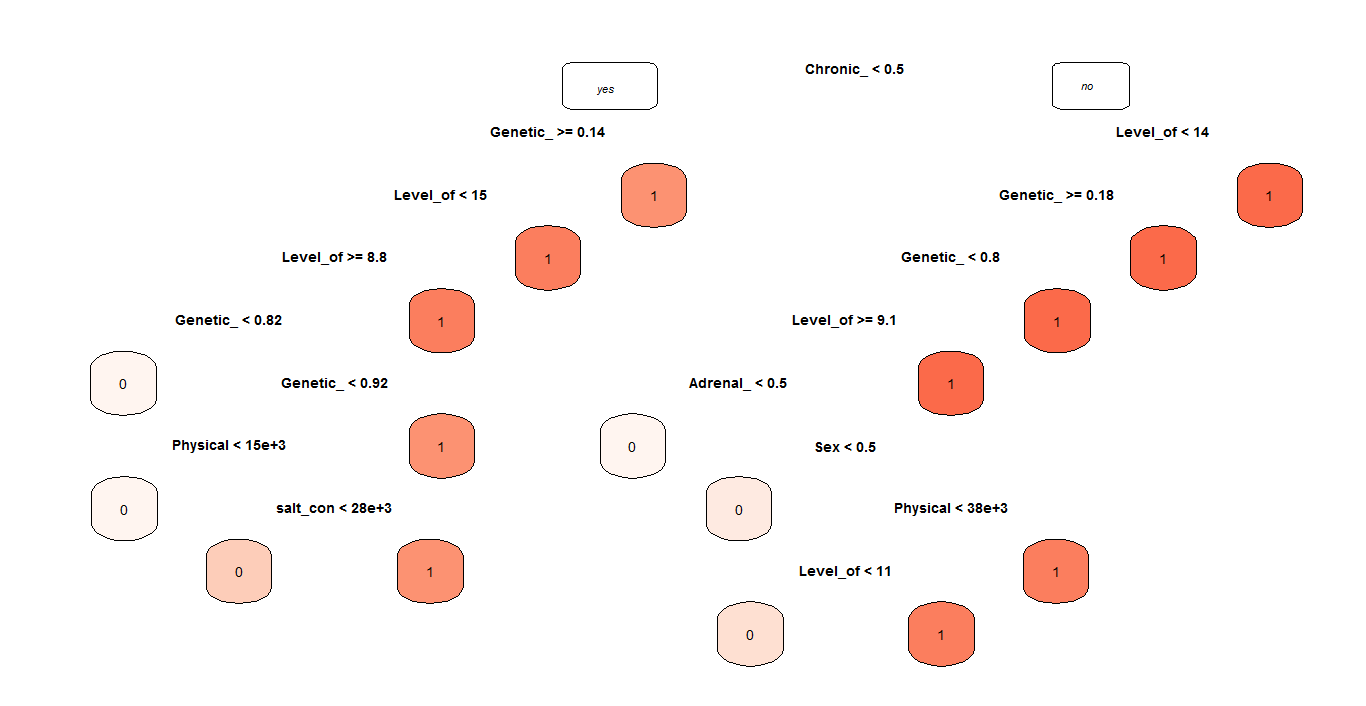 Chronic_ < 0.5
yes
no
Genetic_ >= 0.14
Level_of < 14
Level_of < 15
1
Genetic_ >= 0.18
1
Level_of >= 8.8
1
Genetic_ < 0.8
1
Genetic_ < 0.82
1
Level_of >= 9.1
1
0
Genetic_ < 0.92
Adrenal_ < 0.5
1
Physical < 15e+3
1
0
Sex < 0.5
0
salt_con < 28e+3
0
Physical < 38e+3
0
1
Level_of < 11
1
0
1